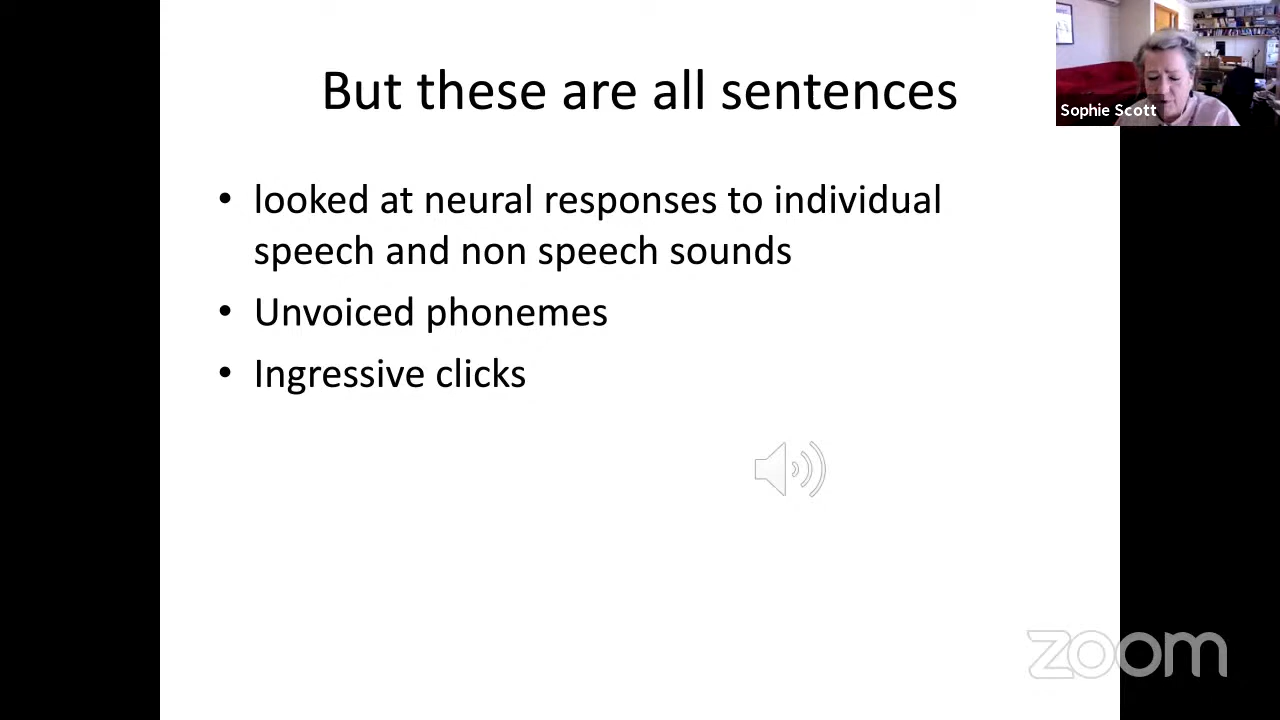 But these are all sentences
Sophie Scott
• looked at neural responses to individual
speech and non speech sounds
• Unvoiced phonemes
• Ingressive clicks
zoom